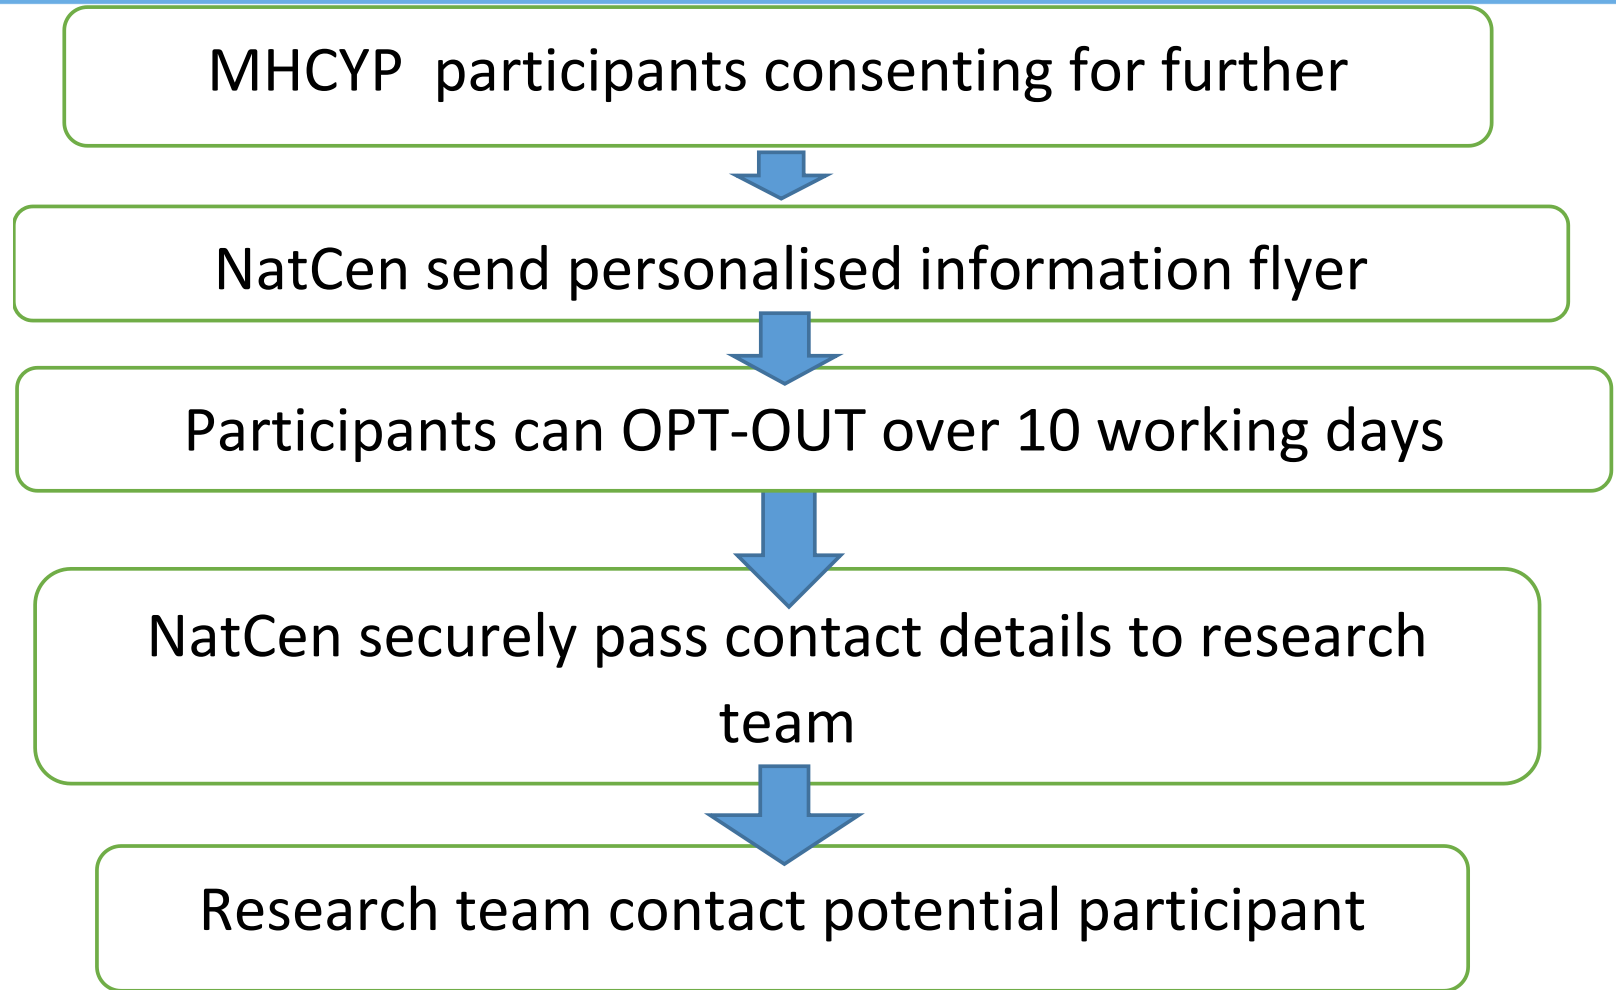 MHCYP  participants consenting for further
NatCen send personalised information flyer
Participants can OPT-OUT over 10 working days
NatCen securely pass contact details to research
team
Research team contact potential participant